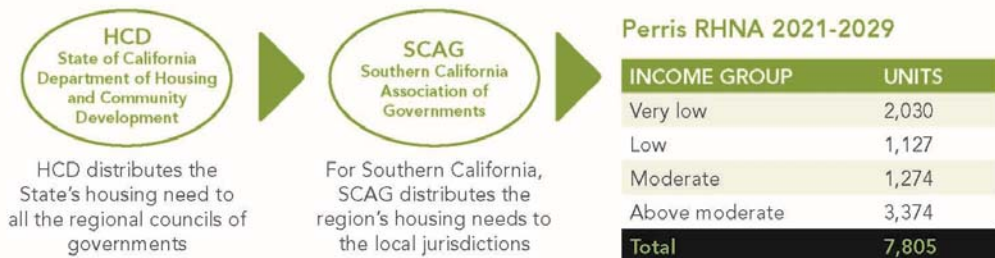 HCD
State of California
Department of Housing
and Community
Development
HCD distributes the
State's housing need to
all the regional councils of
governments
SCAG
Southern California
Association of
Governments
For Southern California,
SCAG distributes the
region's housing needs to
the local jurisdictions
Perris RHNA 2021-2029
INCOME GROUP UNITS
Very low 2,030
Low 1,127
Moderate 1,274
Above moderate 3,374
Total 7,805